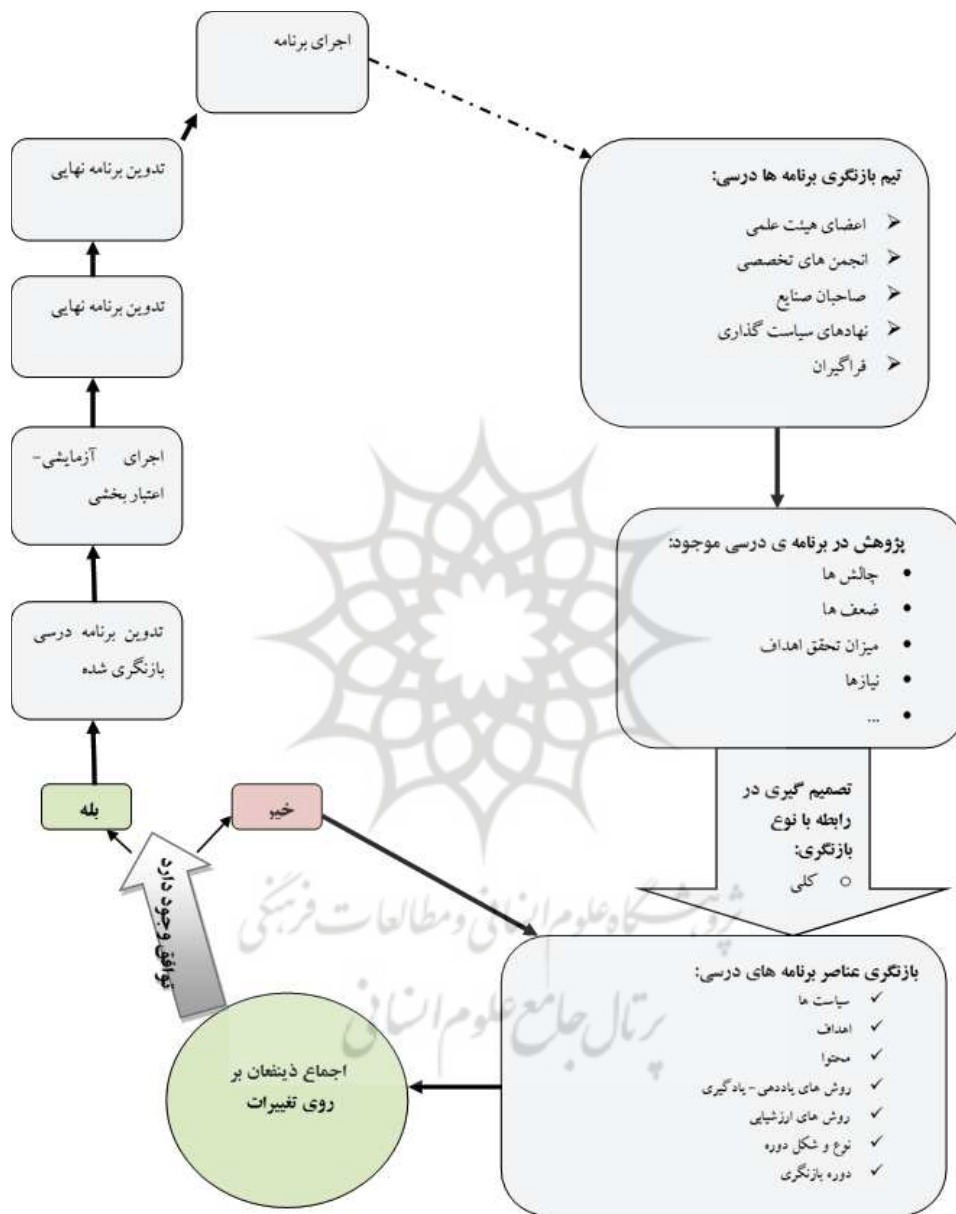 اجرای برنامه
تدوین برنامه نهایی
تدوین برنامه نهایی
اجرای آزمایشی-
اعتبار بخشی
تدوین برنامه درسی
بازنگری شده
بله
خیر
توافق وجود دارد
تیم بازنگری برنامه ها درسی:
اعضای هیئت علمی
انجمن های تخصصی
صاحبان صنایع
نهادهای سیاست گذاری
فراگیران
پژوهش در برنامه ی درسی موجود:
چالش ها
ضعف ها
میزان تحقق اهداف
نیازها
...
تصمیم گیری در
رابطه با نوع
بازنگری:
کلی
بازنگری عناصر برنامه های درسی:
سیاست ها
اهداف
محتوا
روش های یاددهی- یادگیری
روش های ارزشیابی
نوع و شکل دوره
دوره بازنگری
اجماع ذینفعان بر
روی تغییرات
پژوهشگاه علوم انسانی و مطالعات فرهنگی
پرتال جامع علوم انسانی